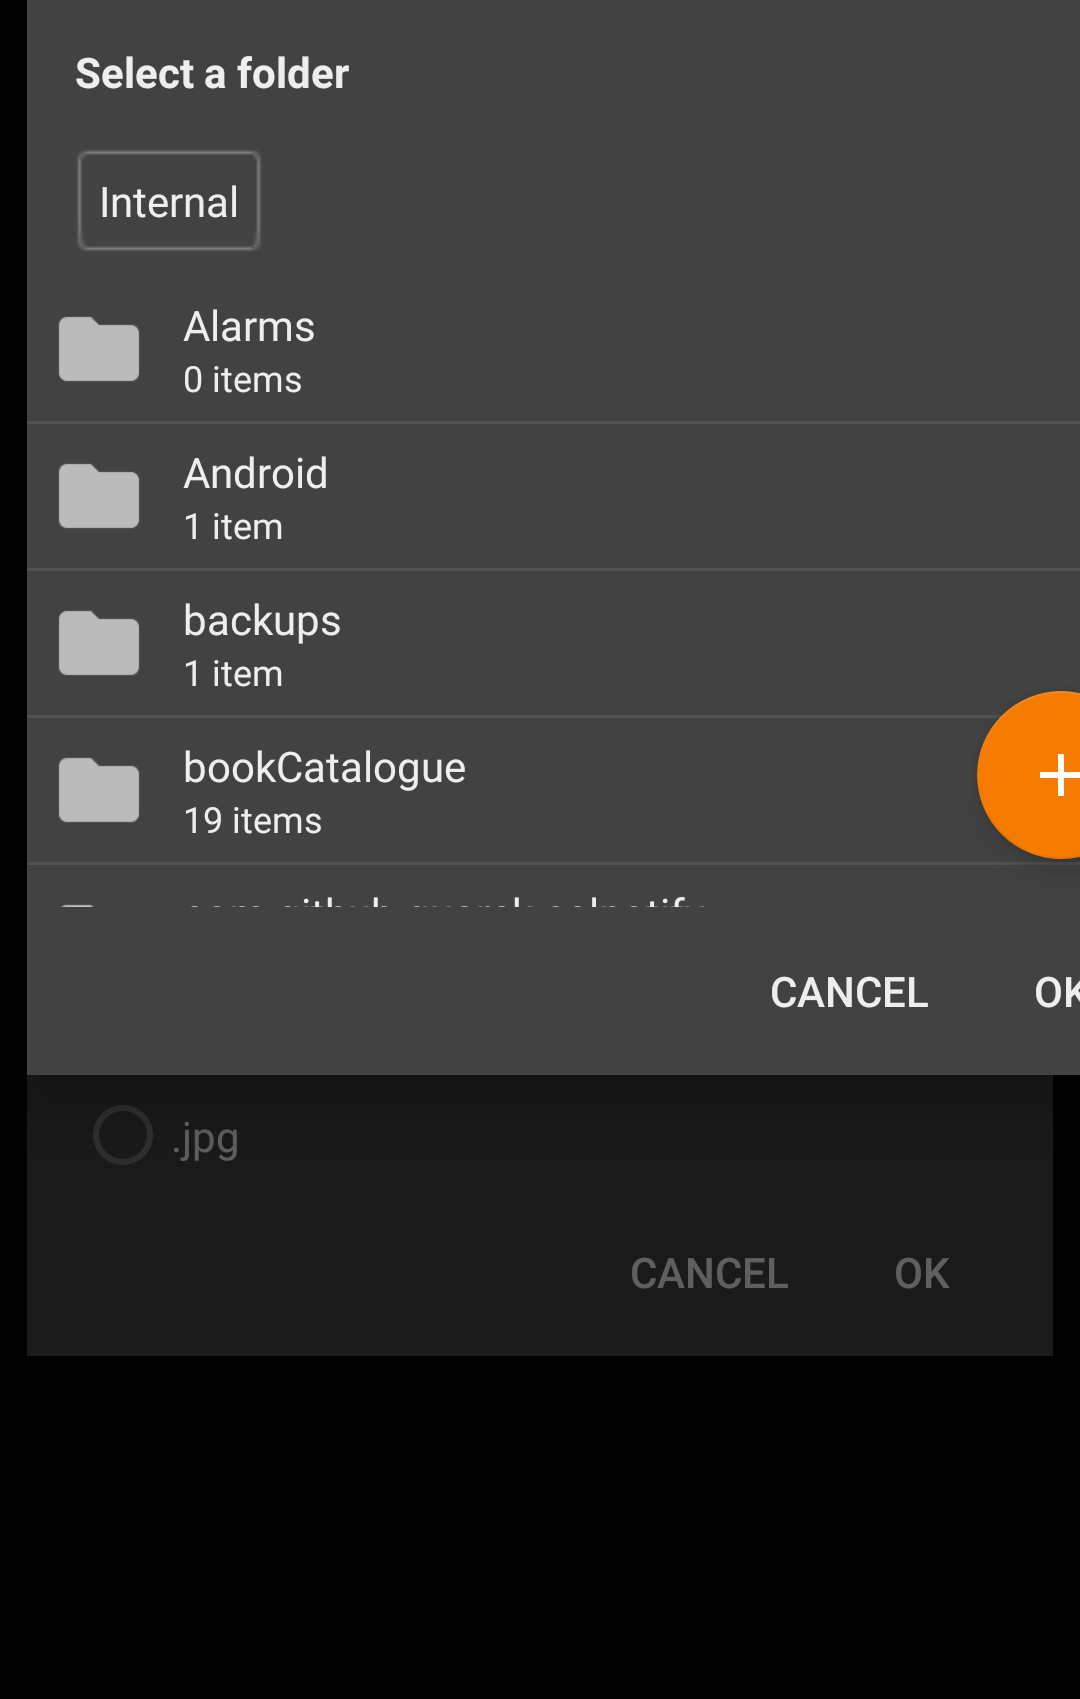 Select a folder
Internal
Alarms
0 items
Android
1 item
backups
1 item
bookCatalogue
19 items
CANCEL
OK
.jpg
CANCEL
OK